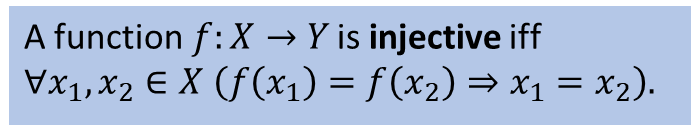 A function 𝑓: 𝑋 → 𝑌 is injective iff
∀𝑥₁, 𝑥₂ ∈ 𝑋 (𝑓(𝑥₁) = 𝑓(𝑥₂) ⇒ 𝑥₁ = 𝑥₂).